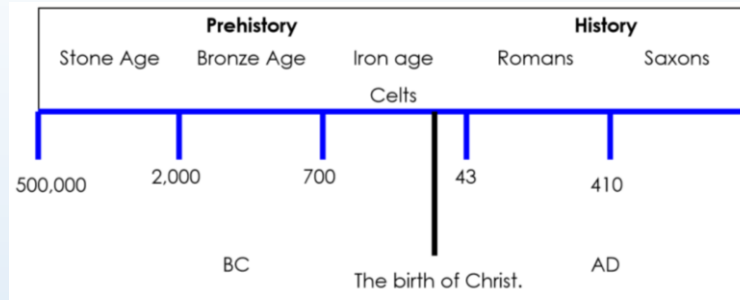 Prehistory History
Stone Age Bronze Age Iron age Romans Saxons
Celts
500,000 2,000 700 43 410
BC AD
The birth of Christ.